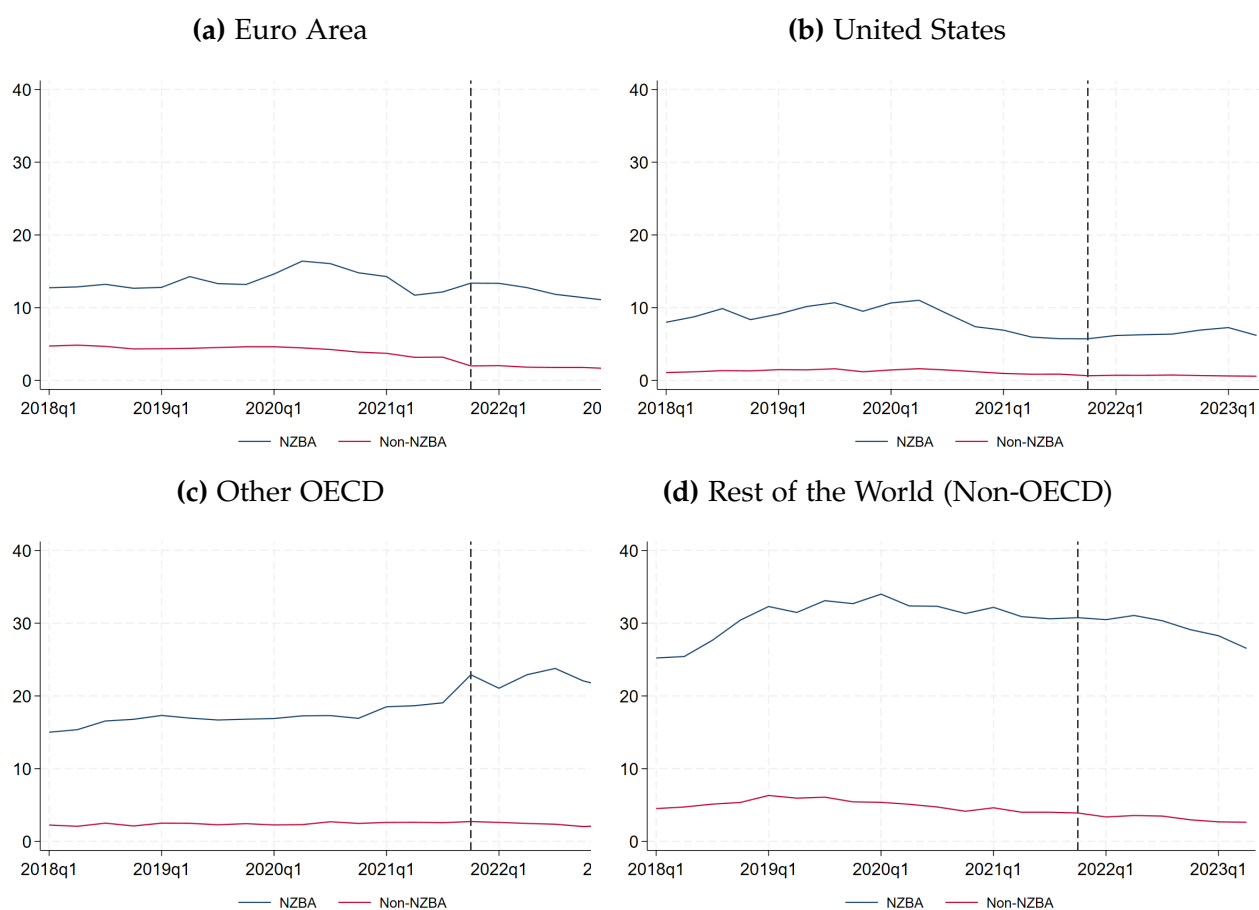 (a) Euro Area
40
30
20
10
0
2018q1 2019q1 2020q1 2021q1 2022q1 20
NZBA Non-NZBA
(b) United States
40
30
20
10
0
2018q1 2019q1 2020q1 2021q1 2022q1 2023q1
NZBA Non-NZBA
(c) Other OECD
40
30
20
10
0
2018q1 2019q1 2020q1 2021q1 2022q1 2
NZBA Non-NZBA
(d) Rest of the World (Non-OECD)
40
30
20
10
0
2018q1 2019q1 2020q1 2021q1 2022q1 2023q1
NZBA Non-NZBA